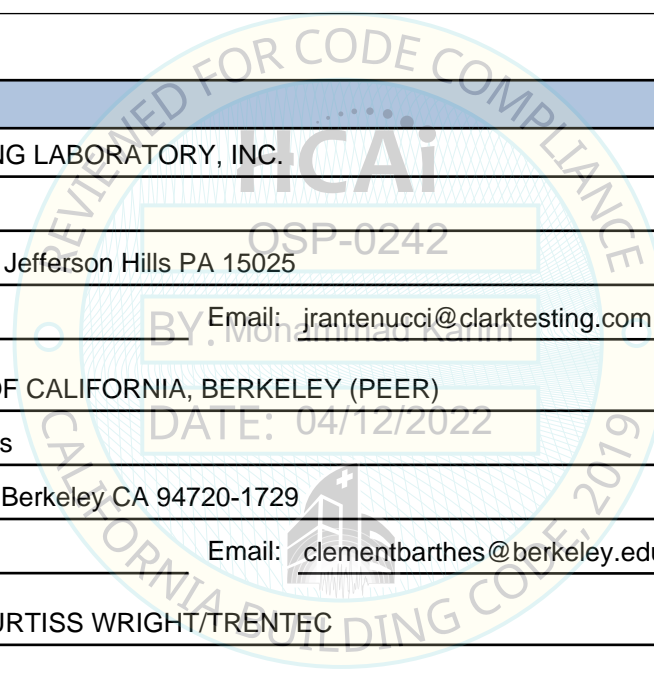 REVIEWED FOR CODE COMPLIANCE
HCAi
NG LABORATORY, INC.
OSP-0242
Jefferson Hills PA 15025
Email: jrantenucci@clarktesting.com
BY: Mohammad Karim
OF CALIFORNIA, BERKELEY (PEER)
DATE: 04/12/2022
s
Berkeley CA 94720-1729
Email: clementbarthes@berkeley.edu
URTISS WRIGHT/TRENTEC
CALIFORNIA BUILDING CODE, 2019